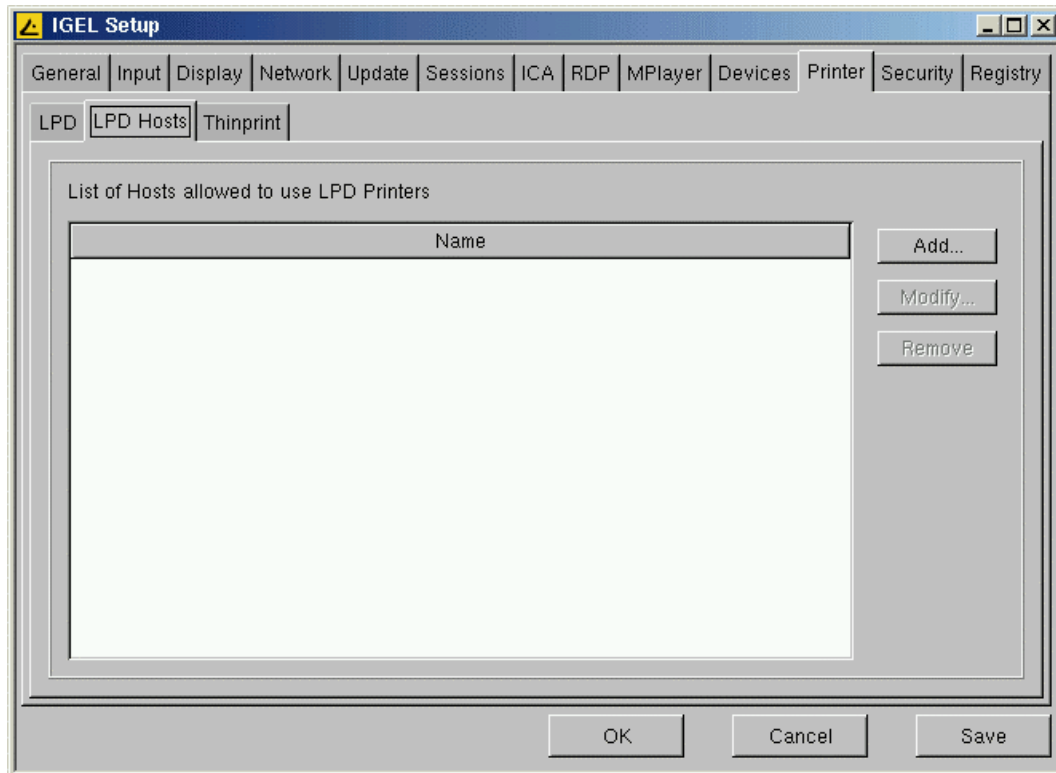 IGEL Setup
General Input Display Network Update Sessions ICA RDP MPlayer Devices Printer Security Registry
LPD LPD Hosts Thinprint
List of Hosts allowed to use LPD Printers
Name
Add...
Modify...
Remove
OK Cancel Save